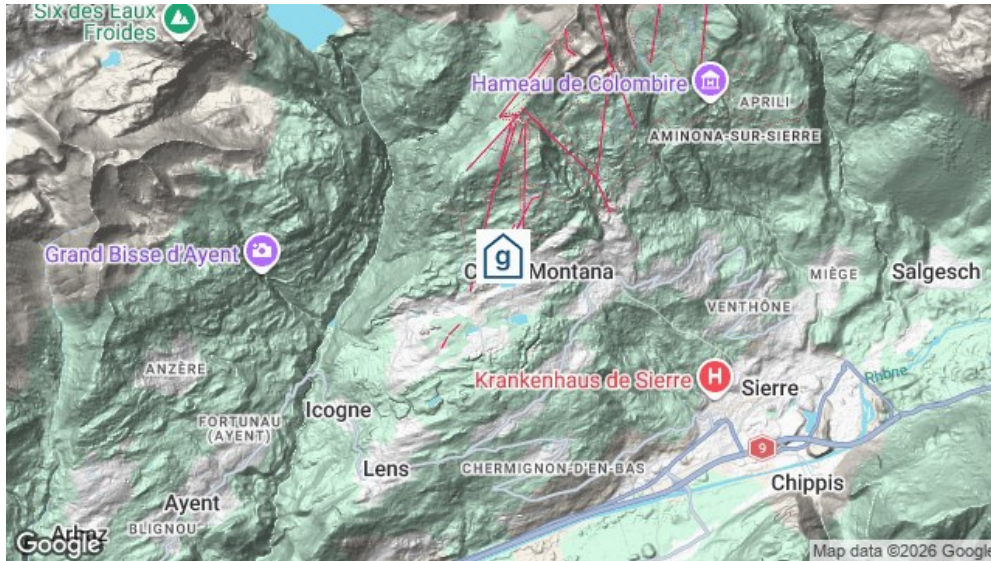 Six des Eaux
Froides
Hameau de Colombire
APRILI
AMINONA-SUR-SIERRE
Grand Bisse d'Ayent
g
C Montana
MIÈGE
Salgesch
VENTHÔNE
ANZÈRE
Krankenhaus de Sierre
H
Sierre
Rhône
Icogne
FORTUNAU
(AYENT)
9
Lens
CHERMIGNON-D'EN-BAS
Chippis
Ayent
BLIGNOU
Arbaz
Google
Map data ©2026 Google